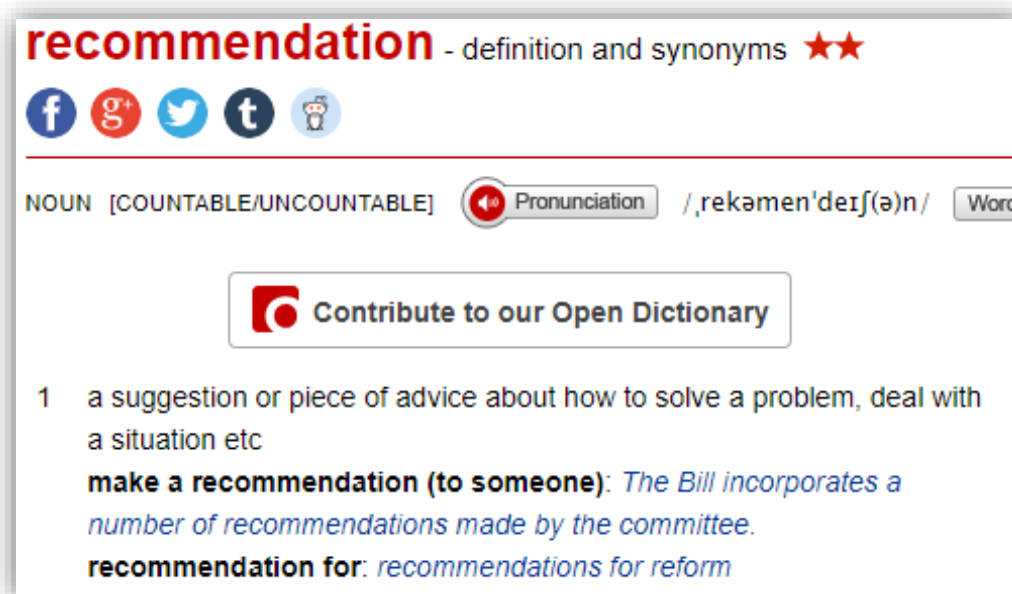 recommendation - definition and synonyms ★★
NOUN [COUNTABLE/UNCOUNTABLE] Pronunciation /ˌrekəmenˈdeɪʃ(ə)n/ Word
Contribute to our Open Dictionary
1 a suggestion or piece of advice about how to solve a problem, deal with
a situation etc
make a recommendation (to someone): The Bill incorporates a
number of recommendations made by the committee.
recommendation for: recommendations for reform